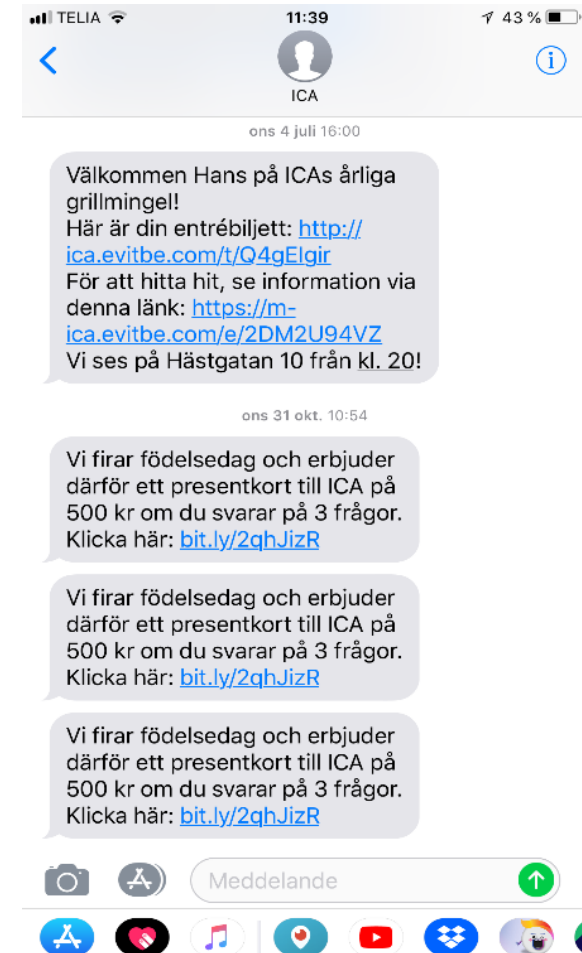 TELIA 11:39 43 %
ICA
ons 4 juli 16:00
Välkommen Hans på ICAs årliga
grillmingel!
Här är din entrébiljett: http://
ica.evitbe.com/t/Q4gEIgir
För att hitta hit, se information via
denna länk: https://m-
ica.evitbe.com/e/2DM2U94VZ
Vi ses på Hästgatan 10 från kl. 20!
ons 31 okt. 10:54
Vi firar födelsedag och erbjuder
därför ett presentkort till ICA på
500 kr om du svarar på 3 frågor.
Klicka här: bit.ly/2qhJizR
Vi firar födelsedag och erbjuder
därför ett presentkort till ICA på
500 kr om du svarar på 3 frågor.
Klicka här: bit.ly/2qhJizR
Vi firar födelsedag och erbjuder
därför ett presentkort till ICA på
500 kr om du svarar på 3 frågor.
Klicka här: bit.ly/2qhJizR
Meddelande